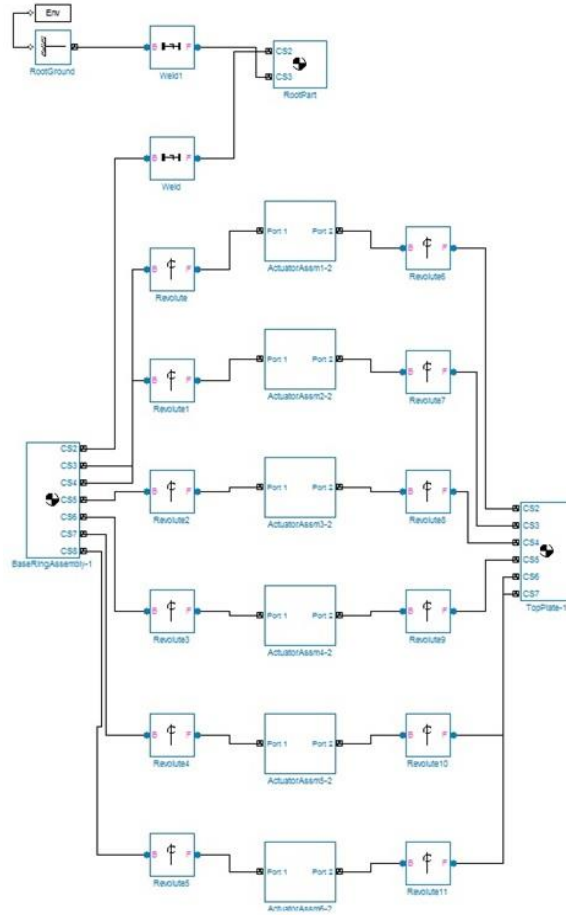 Env
RootGround
B F
Weld1
CS2
CS3
RootPart
B F
Weld
B F
Revolute
Port 1 Port 2
ActuatorAssm1-2
B F
Revolute6
B F
Revolute1
Port 1 Port 2
ActuatorAssm2-2
B F
Revolute7
CS2
CS3
CS4
CS5
CS6
CS7
CS8
BaseRingAssembly-1
B F
Revolute2
Port 1 Port 2
ActuatorAssm3-2
B F
Revolute8
CS2
CS3
CS4
CS5
CS6
CS7
TopPlate-1
B F
Revolute3
Port 1 Port 2
ActuatorAssm4-2
B F
Revolute9
B F
Revolute4
Port 1 Port 2
ActuatorAssm5-2
B F
Revolute10
B F
Revolute5
Port 1 Port 2
ActuatorAssm6-2
B F
Revolute11